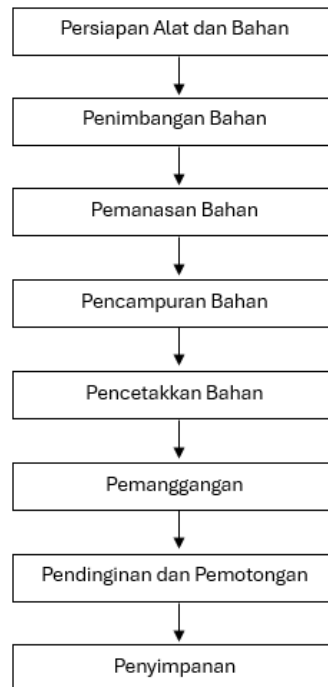 Persiapan Alat dan Bahan
Penimbangan Bahan
Pemanasan Bahan
Pencampuran Bahan
Pencetakkan Bahan
Pemanggangan
Pendinginan dan Pemotongan
Penyimpanan